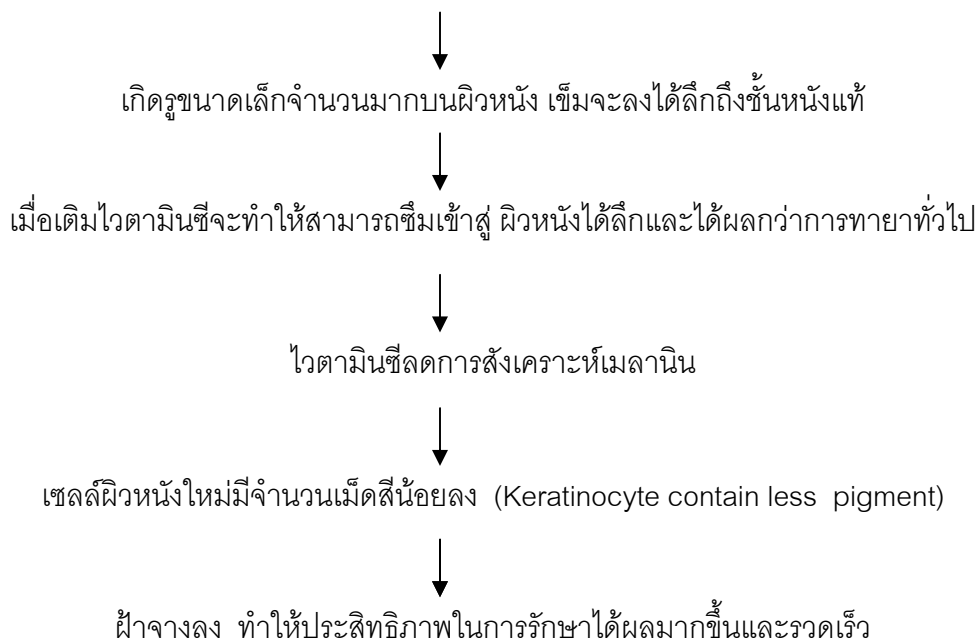 เกิดรูขนาดเล็กจำนวนมากบนผิวหนัง เข็มจะลงได้ลึกถึงชั้นหนังแท้
เมื่อเติมไวตามินซีจะทำให้สามารถซึมเข้าสู่ ผิวหนังได้ลึกและได้ผลกว่าการทายาทั่วไป
ไวตามินซีลดการสังเคราะห์เมลานิน
เซลล์ผิวหนังใหม่มีจำนวนเม็ดสีน้อยลง (Keratinocyte contain less pigment)
ฝ้าจางลง ทำให้ประสิทธิภาพในการรักษาได้ผลมากขึ้นและรวดเร็ว